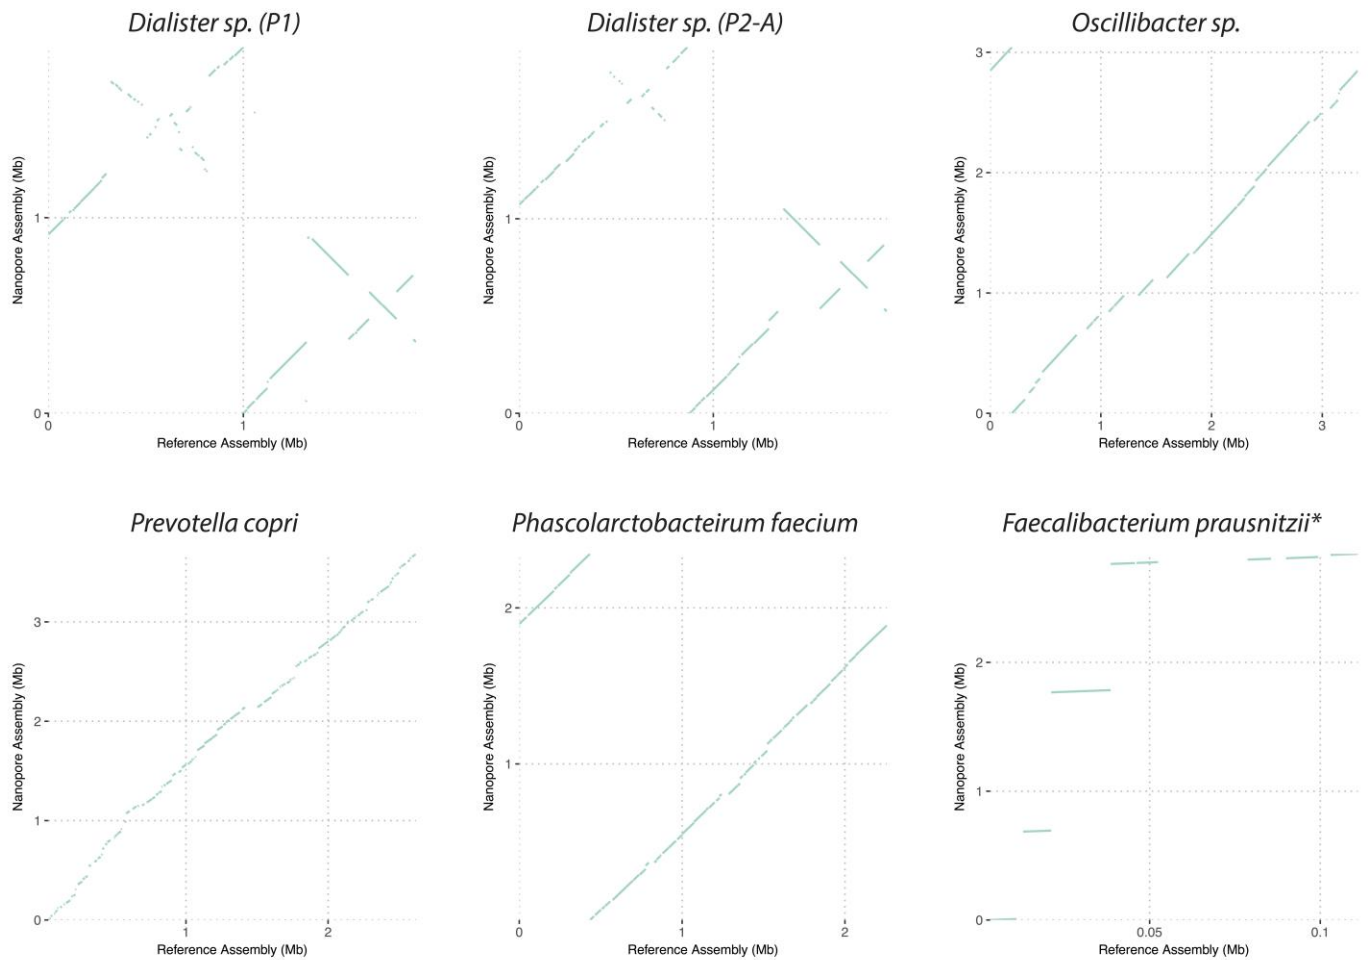 Dialister sp. (P1)
Nanopore Assembly (Mb)
1
0
0
1
Reference Assembly (Mb)
Dialister sp. (P2-A)
Nanopore Assembly (Mb)
1
0
0
1
Reference Assembly (Mb)
Oscillibacter sp.
Nanopore Assembly (Mb)
3
2
1
0
0
1
2
3
Reference Assembly (Mb)
Prevotella copri
Nanopore Assembly (Mb)
3
2
1
0
1
2
Reference Assembly (Mb)
Phascolarctobacteirum faecium
Nanopore Assembly (Mb)
2
1
0
0
1
2
Reference Assembly (Mb)
Faecalibacterium prausnitzii*
Nanopore Assembly (Mb)
2
1
0
0.05
0.1
Reference Assembly (Mb)